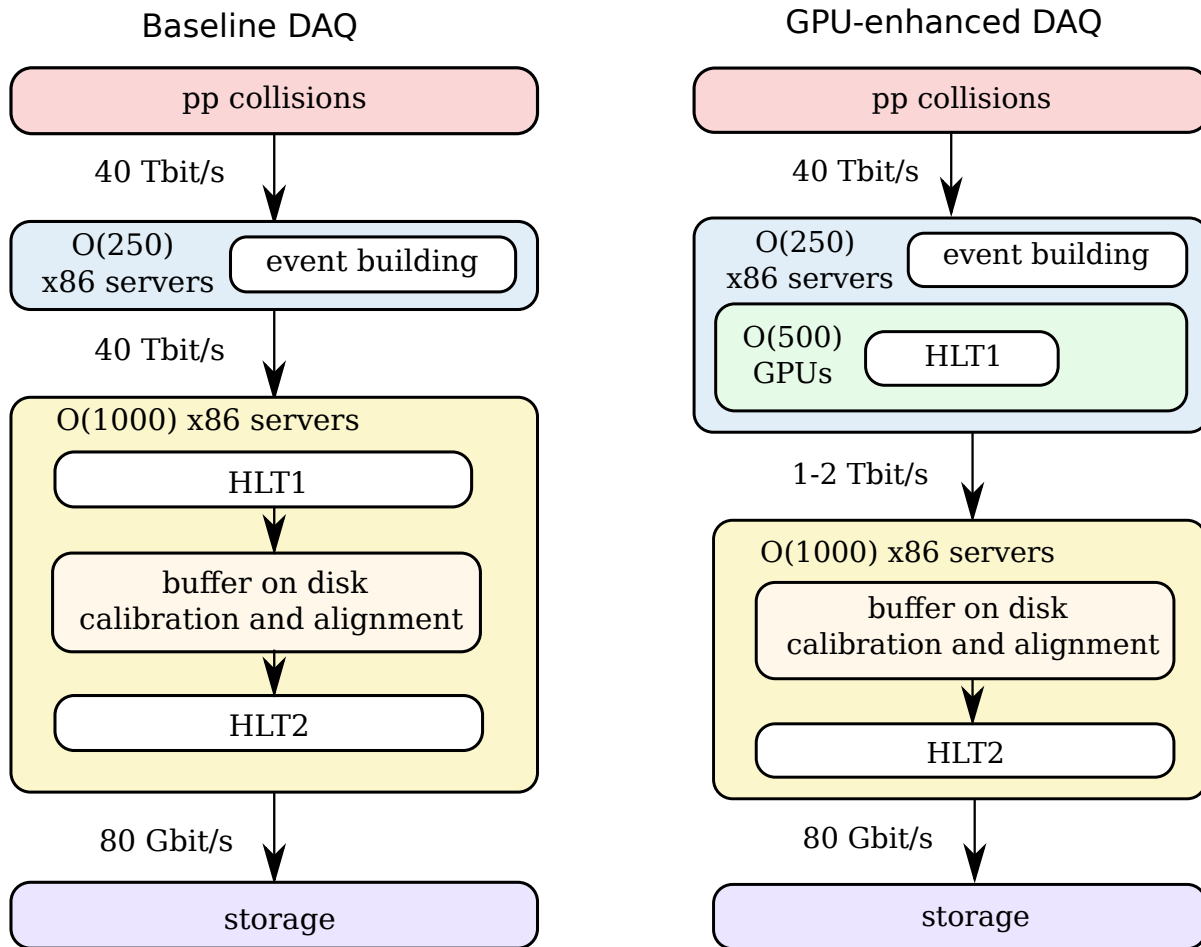 Baseline DAQ
pp collisions
40 Tbit/s
O(250)
x86 servers
event building
40 Tbit/s
O(1000) x86 servers
HLT1
buffer on disk
calibration and alignment
HLT2
80 Gbit/s
storage
GPU-enhanced DAQ
pp collisions
40 Tbit/s
O(250)
x86 servers
event building
O(500)
GPUs
HLT1
1-2 Tbit/s
O(1000) x86 servers
buffer on disk
calibration and alignment
HLT2
80 Gbit/s
storage